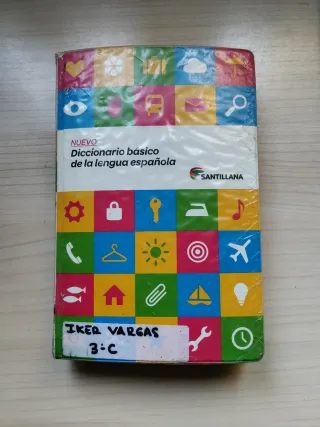 NUEVO
Diccionario básico
de la lengua española
SANTILLANA
IKER VARGAS
3-C